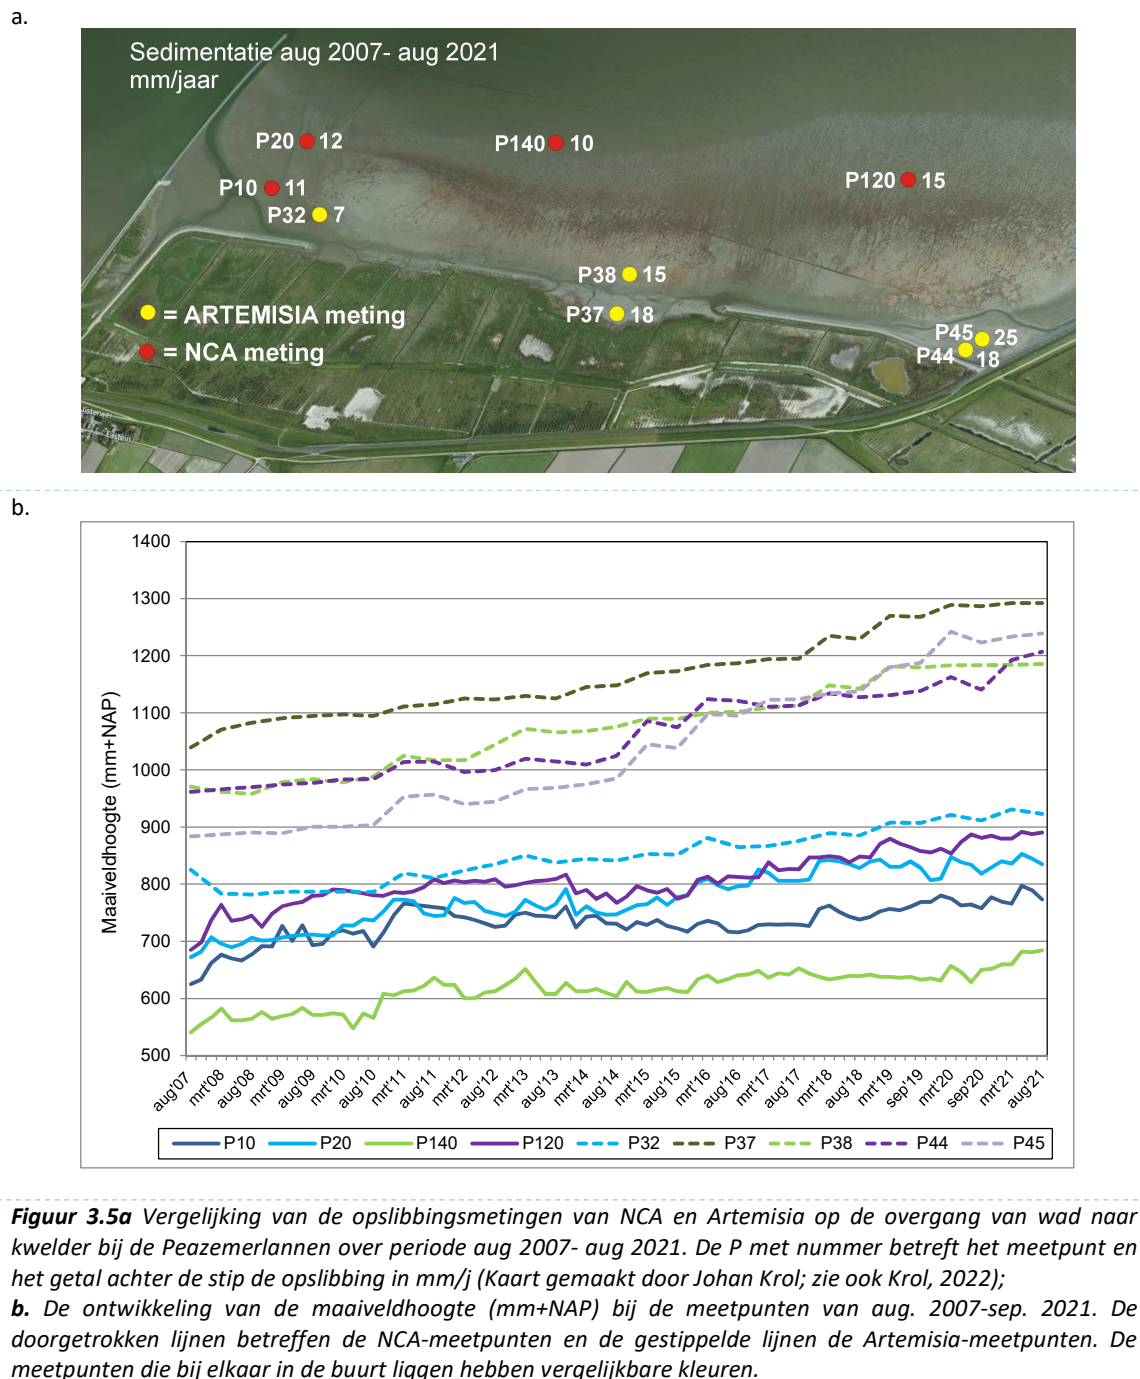 a.
Sedimentatie aug 2007- aug 2021
mm/jaar
P20 12
P140 10
P120 15
P10 11
P32 7
P38 15
P37 18
P45 25
P44 18
= ARTEMISIA meting
= NCA meting
Eastein
b.
Maaiveldhoogte (mm+NAP)
1400
1300
1200
1100
1000
900
800
700
600
500
aug'07 mrt'08 aug'08 mrt'09 aug'09 mrt'10 aug'10 mrt'11 aug'11 mrt'12 aug'12 mrt'13 aug'13 mrt'14 aug'14 mrt'15 aug'15 mrt'16 aug'16 mrt'17 aug'17 mrt'18 aug'18 mrt'19 sep'19 mrt'20 sep'20 mrt'21 aug'21
P10 P20 P140 P120 P32 P37 P38 P44 P45
Figuur 3.5a Vergelijking van de opslibbingsmetingen van NCA en Artemisia op de overgang van wad naar
kwelder bij de Peazemerlannen over periode aug 2007- aug 2021. De P met nummer betreft het meetpunt en
het getal achter de stip de opslibbing in mm/j (Kaart gemaakt door Johan Krol; zie ook Krol, 2022);
b. De ontwikkeling van de maaiveldhoogte (mm+NAP) bij de meetpunten van aug. 2007-sep. 2021. De
doorgetrokken lijnen betreffen de NCA-meetpunten en de gestippelde lijnen de Artemisia-meetpunten. De
meetpunten die bij elkaar in de buurt liggen hebben vergelijkbare kleuren.